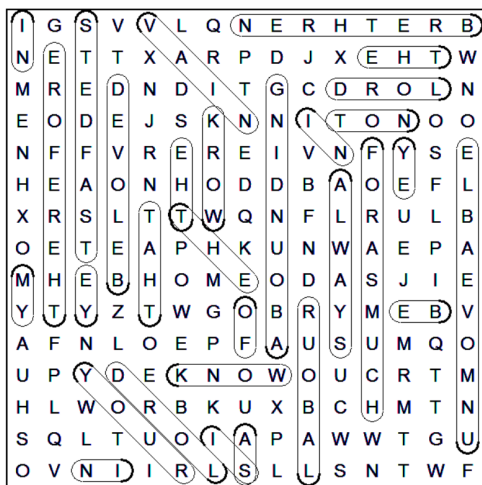 I G S V V L Q N E R H T E R B
N E T T X A R P D J X E H T W
M R E D N D I T G C D R O L N
E O D E J S K N N I T O N O O
N F F V R E R E I V N F Y S E
H E A O N H O D D B A O E F L
X R S L T T W Q N F L R U L B
O E T E A P H K U N W A E P A
M H E B H O M E O D A S J I E
Y T Y Z T W G O B R Y M E B V
A F N L O E P F A U S U M Q O
U P Y D E K N O W O U C R T M
H L W O R B K U X B C H M T N
S Q L T U O I A P A W W T G U
O V N I I R L S L L S N T W F